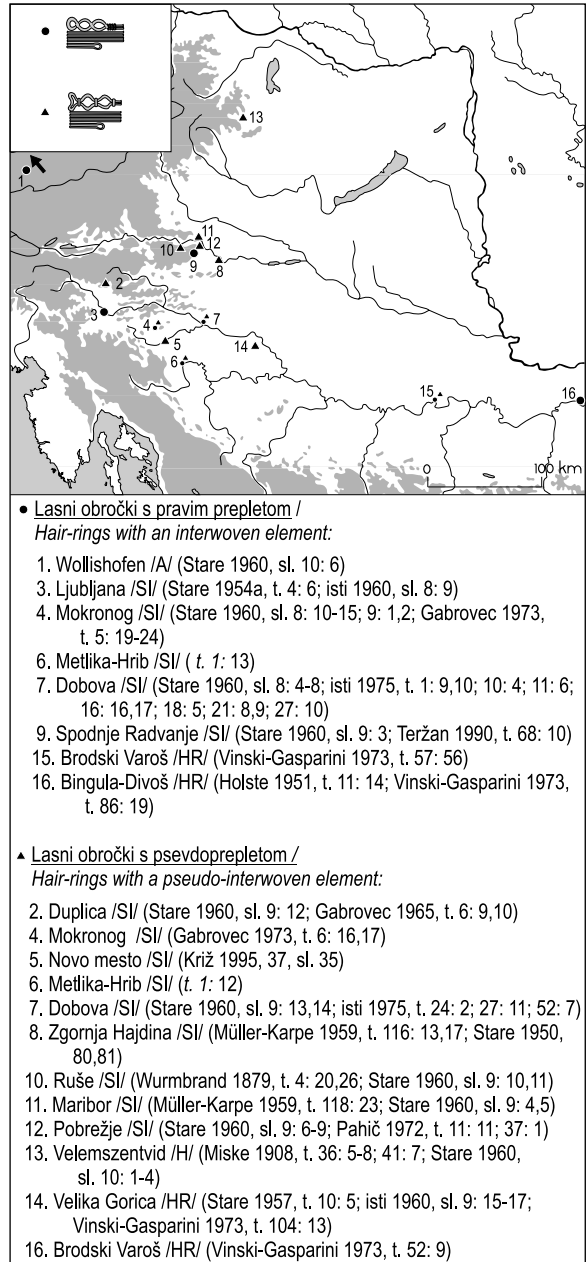 13
1
11
10
12
9
8
2
3
4
7
5
14
6
15
16
0
100 km
• Lasni obročki s pravim prepletom /
Hair-rings with an interwoven element:
1. Wollishofen /A/ (Stare 1960, sl. 10: 6)
3. Ljubljana /SI/ (Stare 1954a, t. 4: 6; isti 1960, sl. 8: 9)
4. Mokronog /SI/ (Stare 1960, sl. 8: 10-15; 9: 1,2; Gabrovec 1973,
t. 5: 19-24)
6. Metlika-Hrib /SI/ ( t. 1: 13)
7. Dobova /SI/ (Stare 1960, sl. 8: 4-8; isti 1975, t. 1: 9,10; 10: 4; 11: 6;
16: 16,17; 18: 5; 21: 8,9; 27: 10)
9. Spodnje Radvanje /SI/ (Stare 1960, sl. 9: 3; Teržan 1990, t. 68: 10)
15. Brodski Varoš /HR/ (Vinski-Gasparini 1973, t. 57: 56)
16. Bingula-Divoš /HR/ (Holste 1951, t. 11: 14; Vinski-Gasparini 1973,
t. 86: 19)
▲ Lasni obročki s psevdoprepletom /
Hair-rings with a pseudo-interwoven element:
2. Duplica /SI/ (Stare 1960, sl. 9: 12; Gabrovec 1965, t. 6: 9,10)
4. Mokronog /SI/ (Gabrovec 1973, t. 6: 16,17)
5. Novo mesto /SI/ (Križ 1995, 37, sl. 35)
6. Metlika-Hrib /SI/ (t. 1: 12)
7. Dobova /SI/ (Stare 1960, sl. 9: 13,14; isti 1975, t. 24: 2; 27: 11; 52: 7)
8. Zgornja Hajdina /SI/ (Müller-Karpe 1959, t. 116: 13,17; Stare 1950,
80,81)
10. Ruše /SI/ (Wurmbrand 1879, t. 4: 20,26; Stare 1960, sl. 9: 10,11)
11. Maribor /SI/ (Müller-Karpe 1959, t. 118: 23; Stare 1960, sl. 9: 4,5)
12. Pobrežje /SI/ (Stare 1960, sl. 9: 6-9; Pahič 1972, t. 11: 11; 37: 1)
13. Velemszentvid /H/ (Miske 1908, t. 36: 5-8; 41: 7; Stare 1960,
sl. 10: 1-4)
14. Velika Gorica /HR/ (Stare 1957, t. 10: 5; isti 1960, sl. 9: 15-17;
Vinski-Gasparini 1973, t. 104: 13)
16. Brodski Varoš /HR/ (Vinski-Gasparini 1973, t. 52: 9)